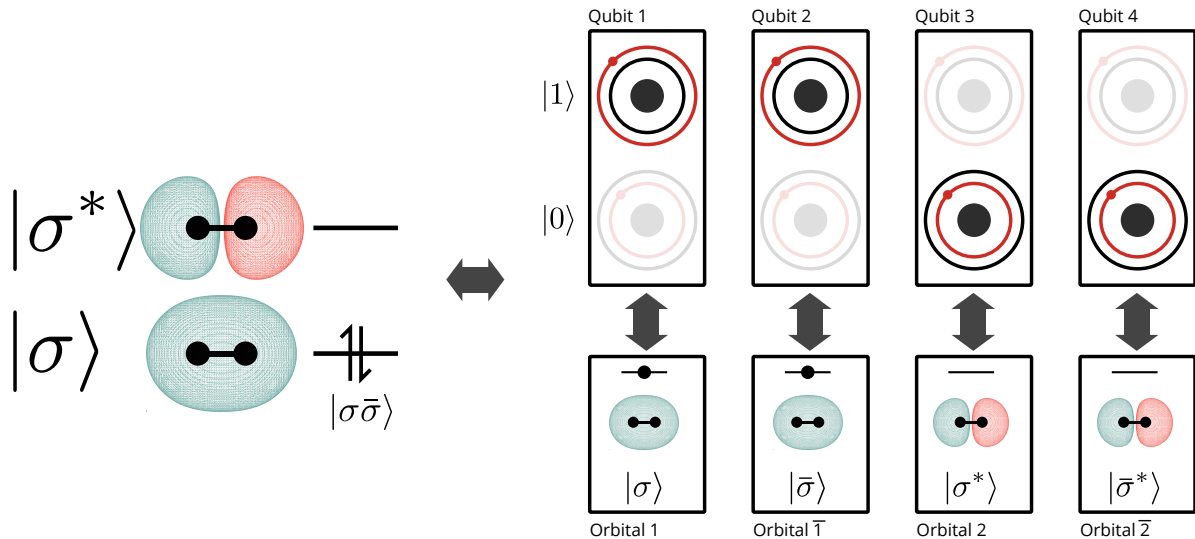 Qubit 1
Qubit 2
Qubit 3
Qubit 4
|1⟩
|0⟩
|σ*⟩
|σ⟩
|σσ̄⟩
|σ⟩
|σ̄⟩
|σ*⟩
|σ̄*⟩
Orbital 1
Orbital 1̅
Orbital 2
Orbital 2̅